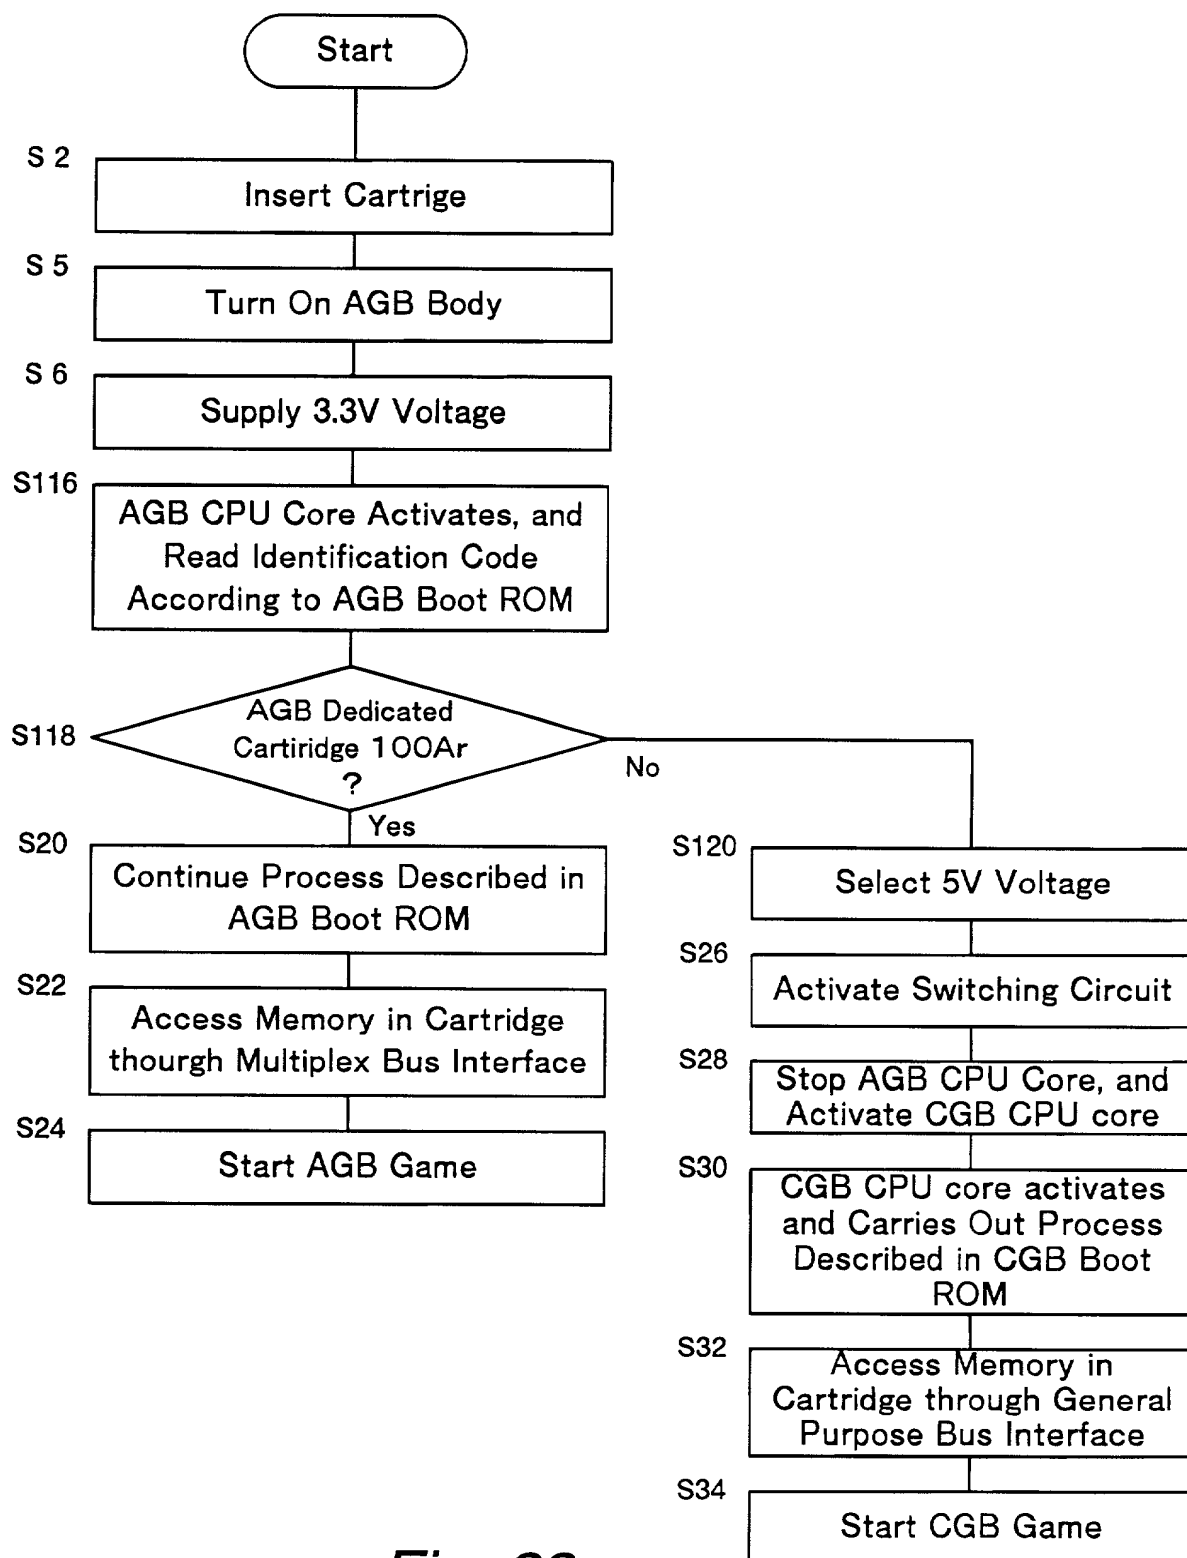 Start
S 2
Insert Cartrige
S 5
Turn On AGB Body
S 6
Supply 3.3V Voltage
S116
AGB CPU Core Activates, and
Read Identification Code
According to AGB Boot ROM
S118
AGB Dedicated
Cartiridge 100Ar
?
No
Yes
S20
Continue Process Described in
AGB Boot ROM
S22
Access Memory in Cartridge
thourgh Multiplex Bus Interface
S24
Start AGB Game
S120
Select 5V Voltage
S26
Activate Switching Circuit
S28
Stop AGB CPU Core, and
Activate CGB CPU core
S30
CGB CPU core activates
and Carries Out Process
Described in CGB Boot
ROM
S32
Access Memory in
Cartridge through General
Purpose Bus Interface
S34
Start CGB Game